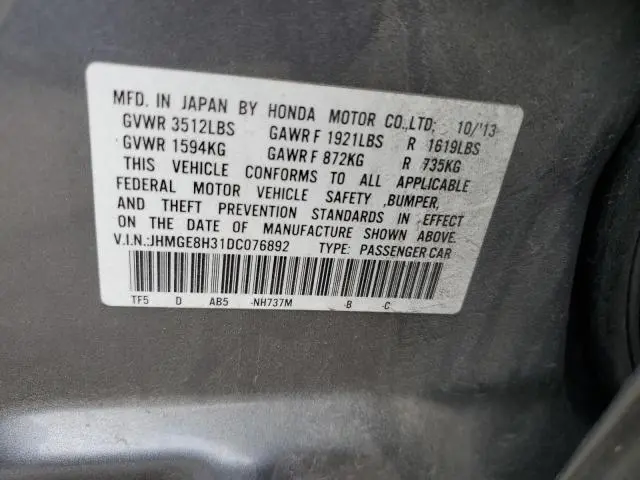 MFD. IN JAPAN BY HONDA MOTOR CO.,LTD; 10/'13
GVWR 3512LBS GAWR F 1921LBS R 1619LBS
GVWR 1594KG GAWR F 872KG R 735KG
THIS VEHICLE CONFORMS TO ALL APPLICABLE
FEDERAL MOTOR VEHICLE SAFETY ,BUMPER,
AND THEFT PREVENTION STANDARDS IN EFFECT
ON THE DATE OF MANUFACTURE SHOWN ABOVE.
V.I.N.:JHMGE8H31DC076892 TYPE: PASSENGER CAR
TF5 D AB5 -NH737M -B -C